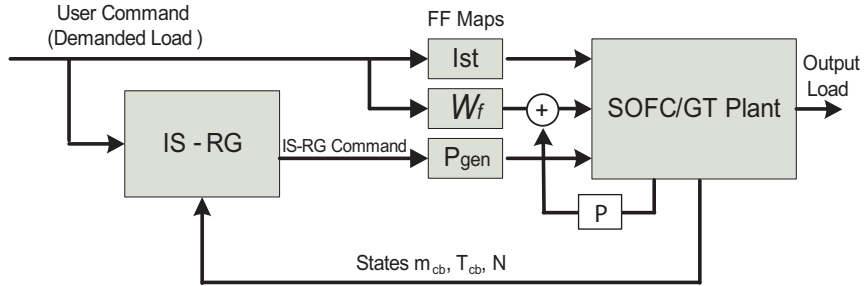 User Command
(Demanded Load )
FF Maps
Ist
Wf
+
SOFC/GT Plant
Output
Load
IS - RG
IS-RG Command
Pgen
P
States mcb, Tcb, N